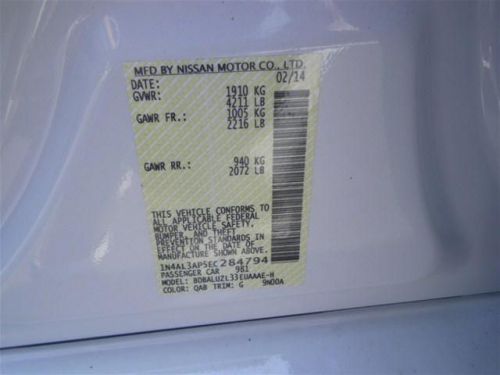 MFD BY NISSAN MOTOR CO., LTD.
DATE: 02/14
GVWR: 1910 KG
4211 LB
GAWR FR.: 1005 KG
2216 LB
GAWR RR.: 940 KG
2072 LB
THIS VEHICLE CONFORMS TO
ALL APPLICABLE FEDERAL
MOTOR VEHICLE SAFETY,
BUMPER, AND THEFT
PREVENTION STANDARDS IN
EFFECT ON THE DATE OF
MANUFACTURE SHOWN ABOVE.
1N4AL3AP5EC284794
PASSENGER CAR 981
MODEL: BDBALUZL33EUAAAE-H
COLOR: QAB TRIM: G 9N00A